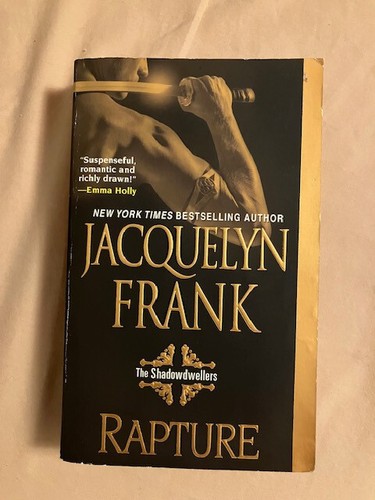 "Suspenseful,
romantic and
richly drawn!"
—Emma Holly
NEW YORK TIMES BESTSELLING AUTHOR
JACQUELYN
FRANK
The Shadowdwellers
RAPTURE